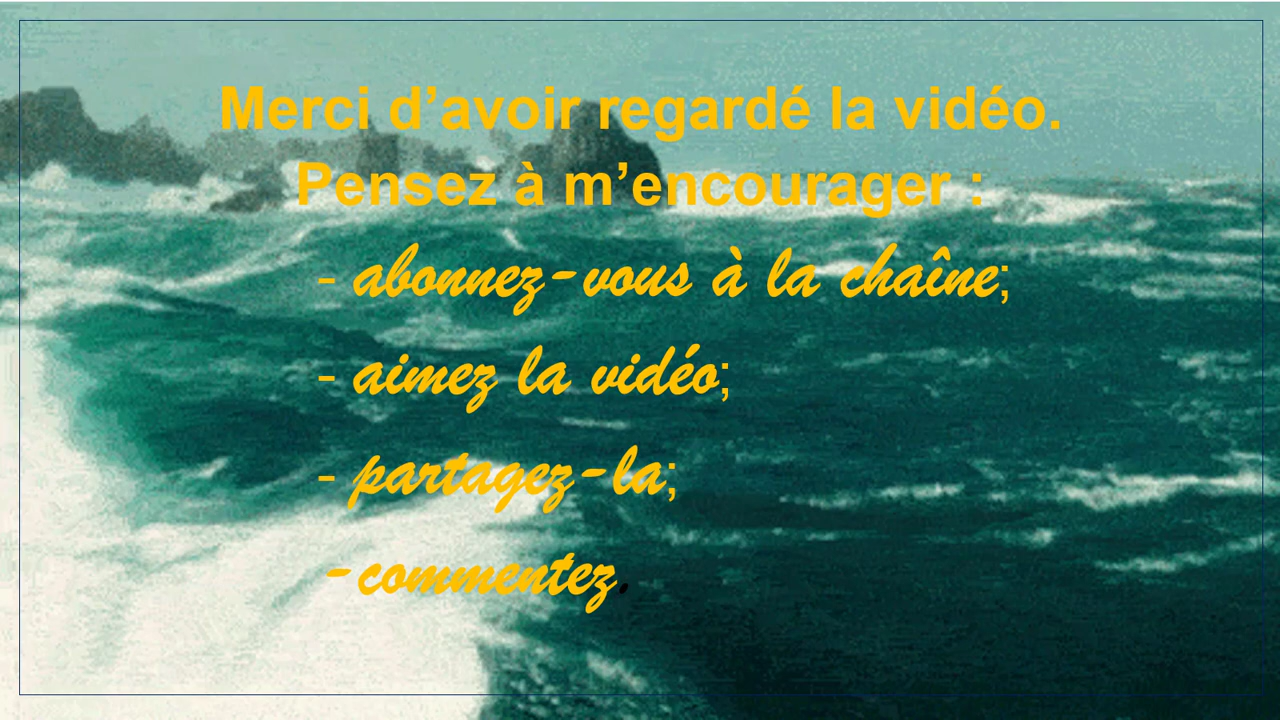 Merci d’avoir regardé la vidéo.
Pensez à m’encourager :
- abonnez-vous à la chaîne;
- aimez la vidéo;
- partagez-la;
-commentez.